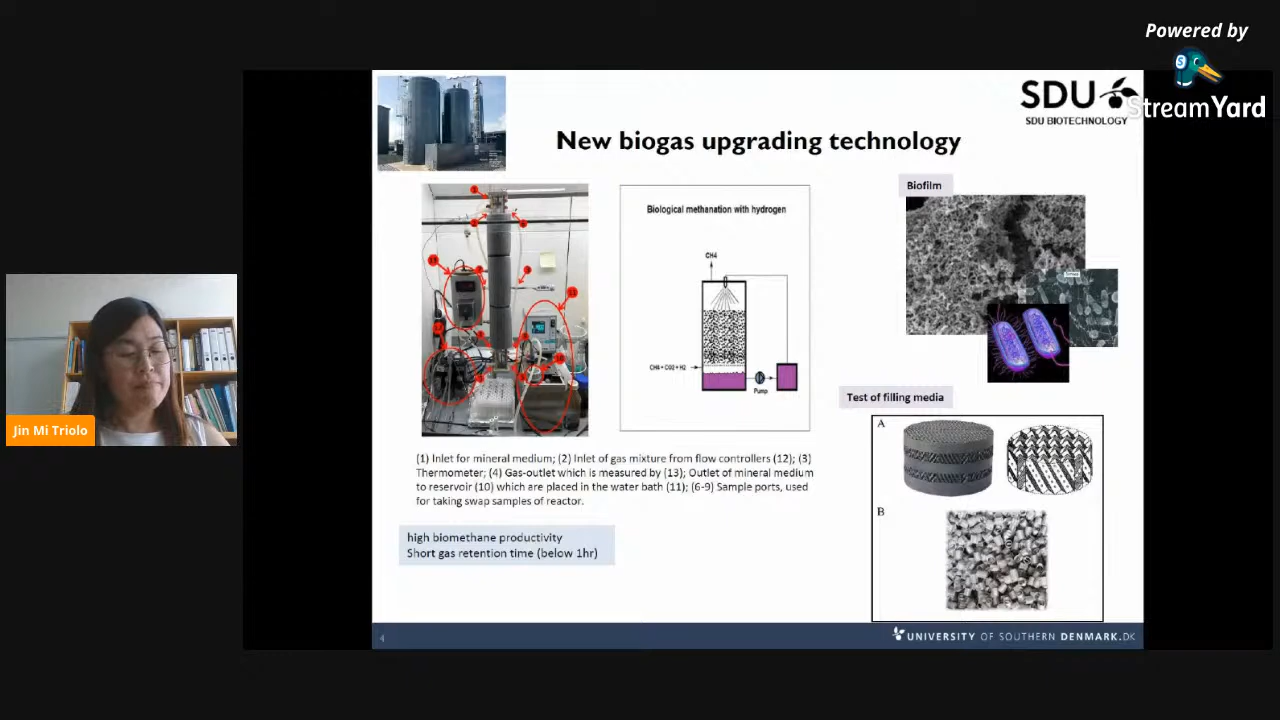 Powered by
StreamYard
SDU
SDU BIOTECHNOLOGY
New biogas upgrading technology
Biological methanation with hydrogen
CH4
CH4 + CO2 + H2
Pump
Biofilm
Test of filling media
A
B
(1) Inlet for mineral medium; (2) Inlet of gas mixture from flow controllers (12); (3)
Thermometer; (4) Gas-outlet which is measured by (13); Outlet of mineral medium
to reservoir (10) which are placed in the water bath (11); (6-9) Sample ports, used
for taking swap samples of reactor.
high biomethane productivity
Short gas retention time (below 1hr)
Jin Mi Triolo
4
UNIVERSITY OF SOUTHERN DENMARK.DK